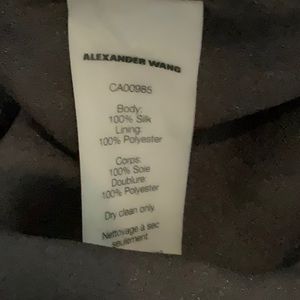 ALEXANDER WANG
CA00985
Body:
100% Silk
Lining:
100% Polyester
Corps:
100% Soie
Doublure:
100% Polyester
Dry clean only.
Nettoyage à sec
seulement